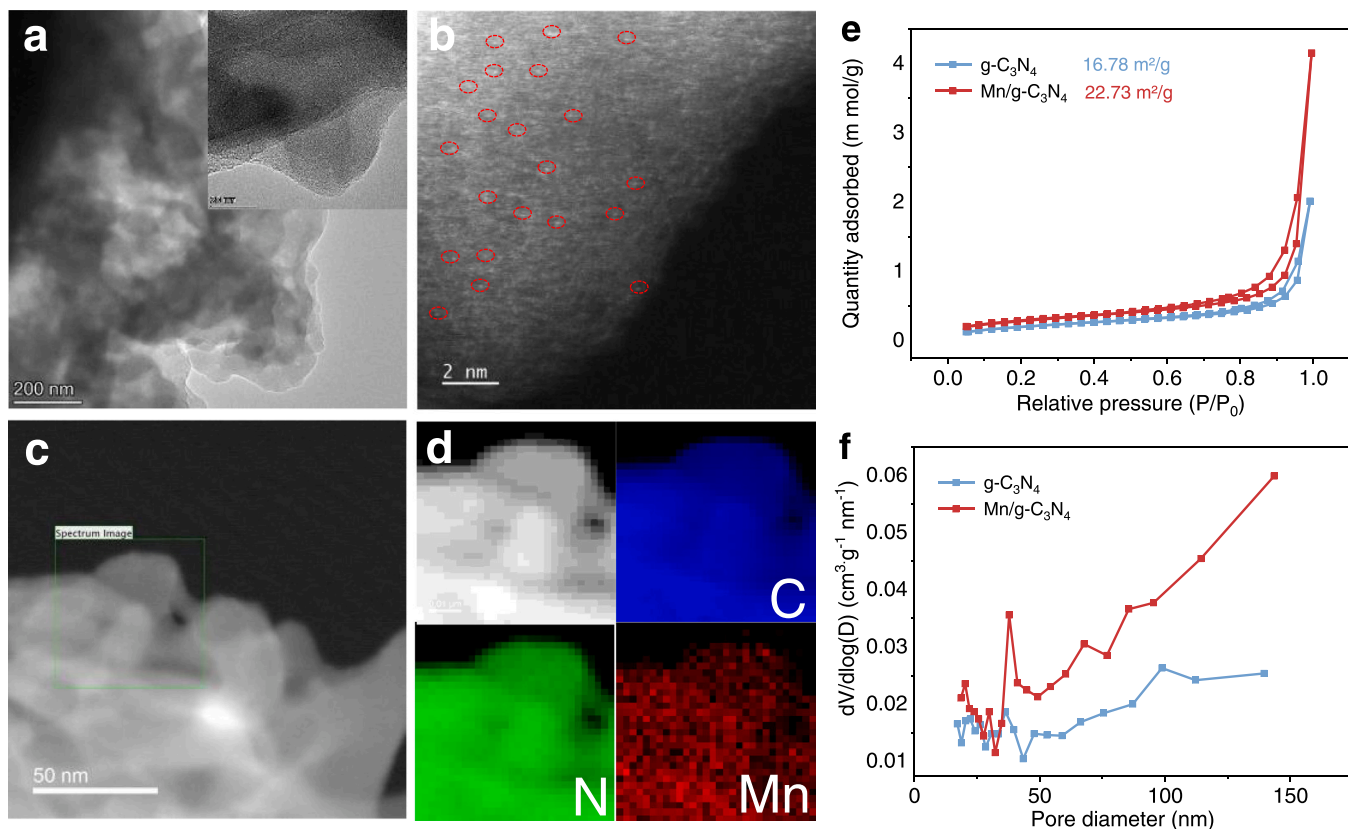 a
200 nm
b
2 nm
c
Spectrum Image
50 nm
d
C
N
Mn
e
g-C₃N₄ 16.78 m²/g
Mn/g-C₃N₄ 22.73 m²/g
Quantity adsorbed (m mol/g)
4
3
2
1
0
0.0 0.2 0.4 0.6 0.8 1.0
Relative pressure (P/P₀)
f
g-C₃N₄
Mn/g-C₃N₄
dV/dlog(D) (cm³·g⁻¹ nm⁻¹)
0.06
0.05
0.04
0.03
0.02
0.01
0 50 100 150
Pore diameter (nm)